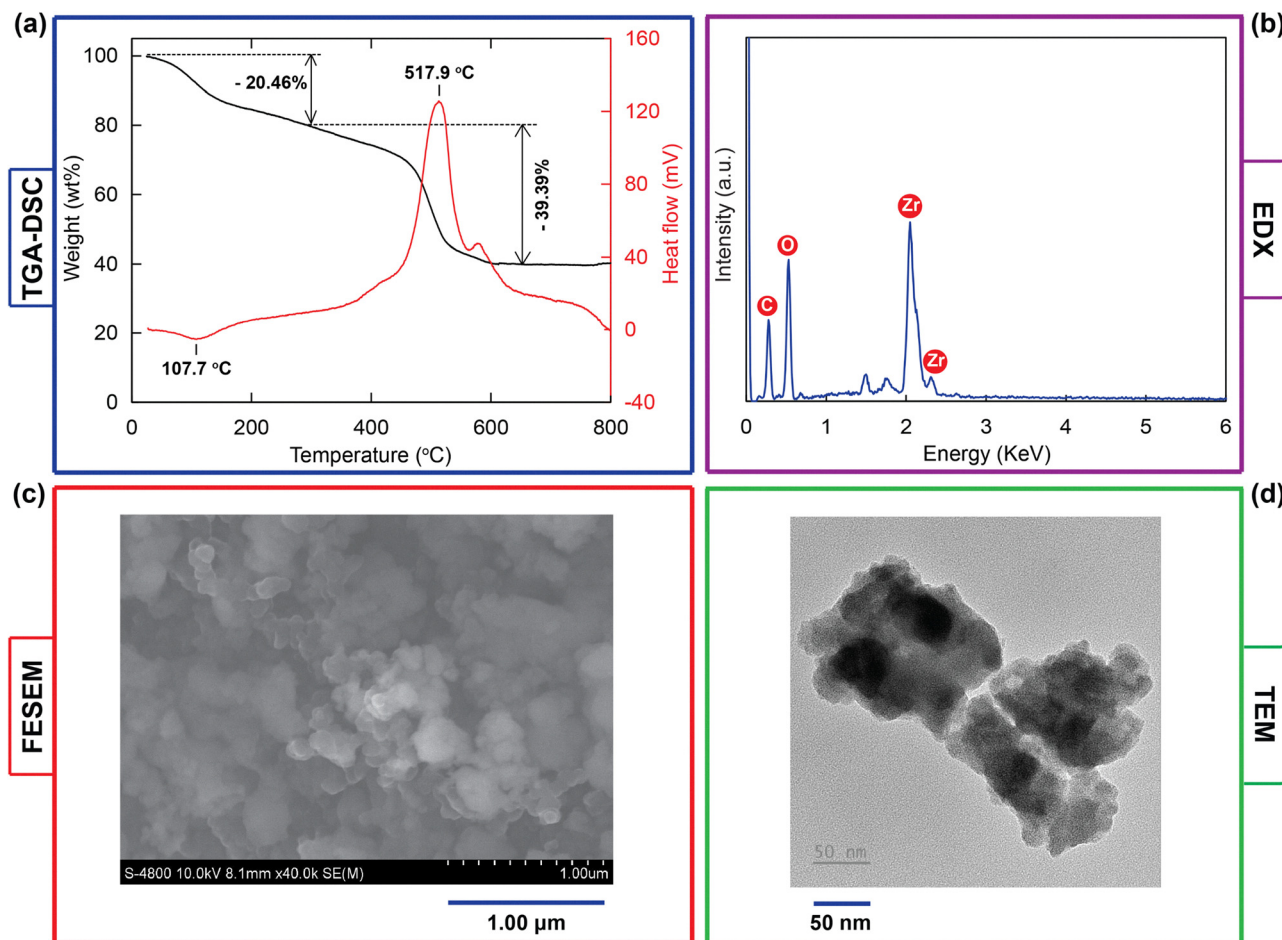 (a)
TGA-DSC
Weight (wt%)
100
80
60
40
20
0
0
200
400
600
800
Temperature (°C)
160
120
80
40
0
-40
Heat flow (mV)
- 20.46%
517.9 °C
- 39.39%
107.7 °C
(b)
EDX
Intensity (a.u.)
C
O
Zr
Zr
0
1
2
3
4
5
6
Energy (KeV)
(c)
FESEM
S-4800 10.0kV 8.1mm x40.0k SE(M)
1.00um
1.00 µm
(d)
TEM
50 nm
50 nm